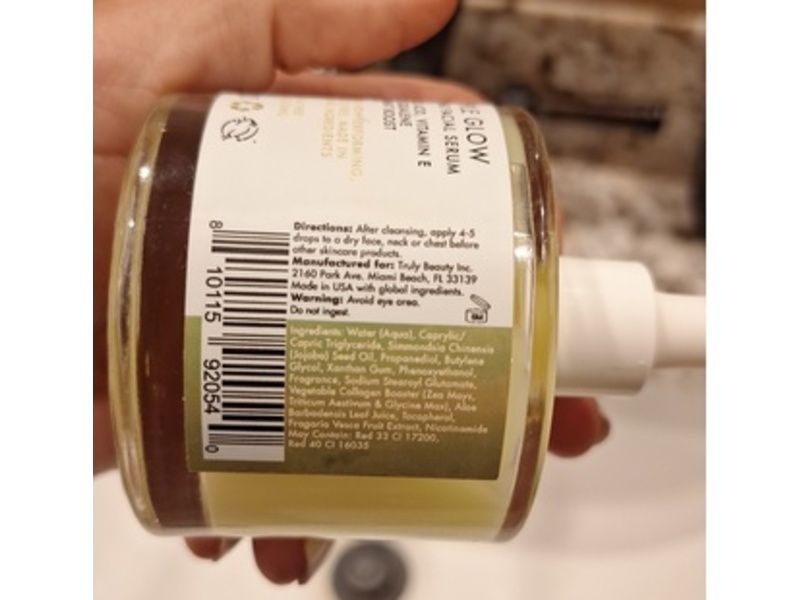 E GLOW
CIAL SERUM
VITAMIN E
BOOST
FORMING,
MADE IN
Directions: After cleansing, apply 4-5
drops to a dry face, neck or chest before
other skincare products.
Manufactured for: Truly Beauty Inc.
2160 Park Ave. Miami Beach, FL 33139
Made in USA with global ingredients.
Warning: Avoid eye area.
Do not ingest.
Ingredients: Water (Aqua), Caprylic/
Capric Triglyceride, Simmondsia Chinensis
(Jojoba) Seed Oil, Propanediol, Butylene
Glycol, Xanthan Gum, Phenoxyethanol,
Fragrance, Sodium Stearoyl Glutamate,
Vegetable Collagen Booster (Zea Mays,
Triticum Aestivum & Glycine Max), Aloe
Barbadensis Leaf Juice, Tocopherol,
Fragaria Vesca Fruit Extract, Nicotinamide
May Contain: Red 33 CI 17200,
Red 40 CI 16035
8 10115 92054 0